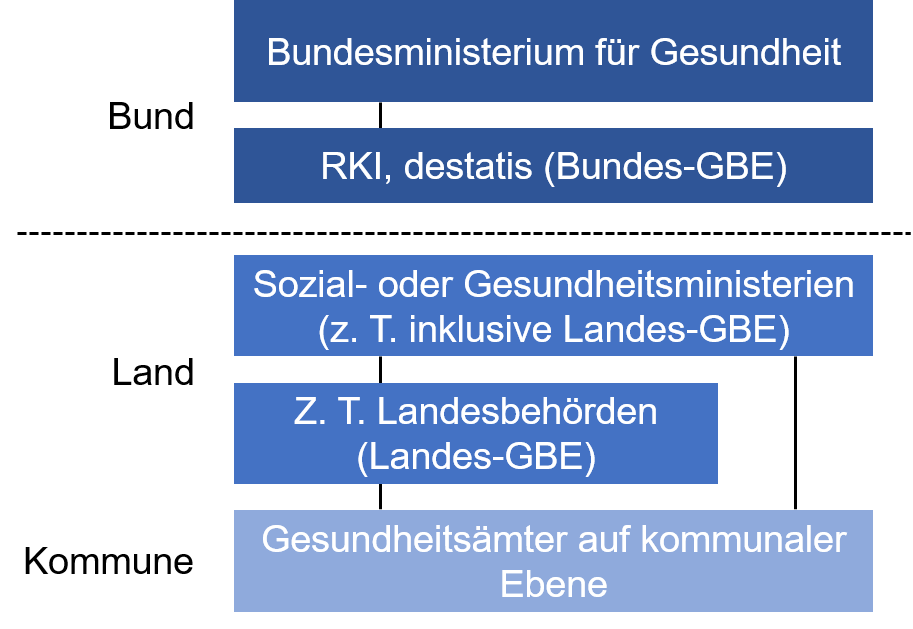 Bundesministerium für Gesundheit
Bund
RKI, destatis (Bundes-GBE)
Sozial- oder Gesundheitsministerien
(z. T. inklusive Landes-GBE)
Land
Z. T. Landesbehörden
(Landes-GBE)
Kommune
Gesundheitsämter auf kommunaler
Ebene